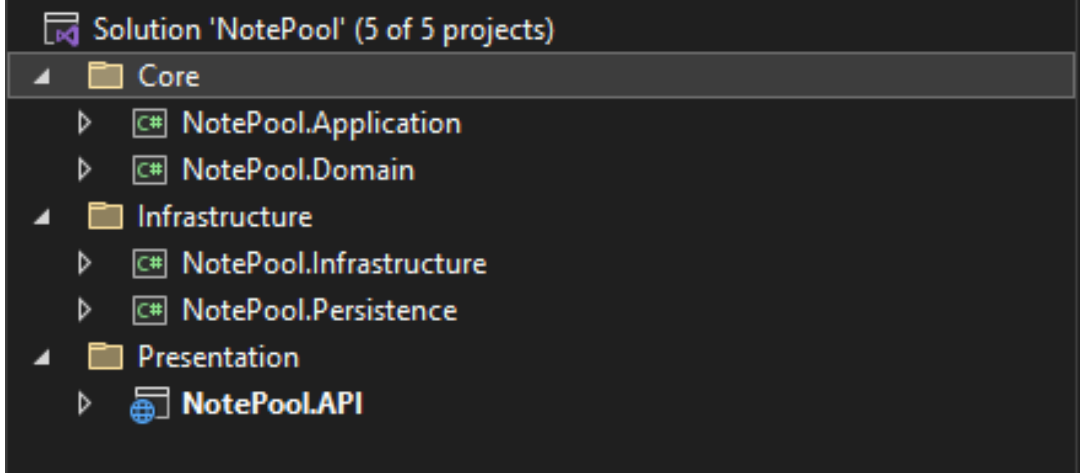 Solution 'NotePool' (5 of 5 projects)
Core
C# NotePool.Application
C# NotePool.Domain
Infrastructure
C# NotePool.Infrastructure
C# NotePool.Persistence
Presentation
NotePool.API